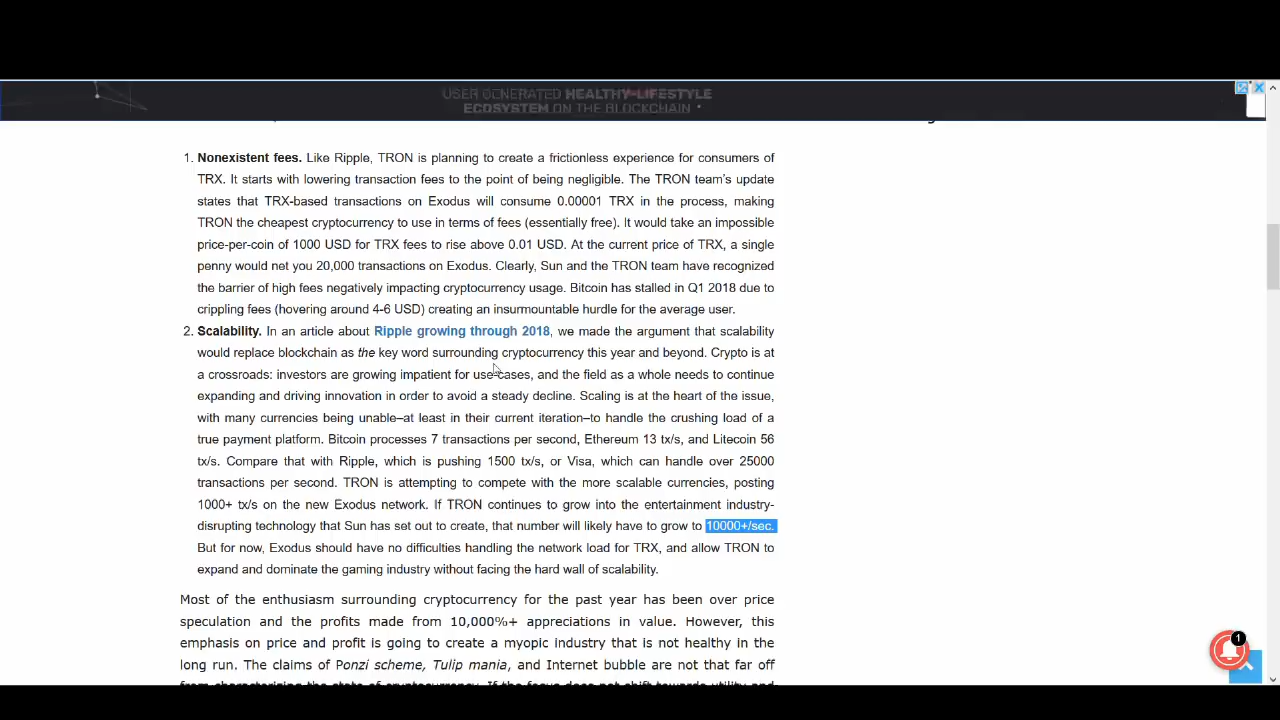 USER GENERATED HEALTHY-LIFESTYLE
ECOSYSTEM ON THE BLOCKCHAIN
1. Nonexistent fees. Like Ripple, TRON is planning to create a frictionless experience for consumers of
TRX. It starts with lowering transaction fees to the point of being negligible. The TRON team's update
states that TRX-based transactions on Exodus will consume 0.00001 TRX in the process, making
TRON the cheapest cryptocurrency to use in terms of fees (essentially free). It would take an impossible
price-per-coin of 1000 USD for TRX fees to rise above 0.01 USD. At the current price of TRX, a single
penny would net you 20,000 transactions on Exodus. Clearly, Sun and the TRON team have recognized
the barrier of high fees negatively impacting cryptocurrency usage. Bitcoin has stalled in Q1 2018 due to
crippling fees (hovering around 4-6 USD) creating an insurmountable hurdle for the average user.
2. Scalability. In an article about Ripple growing through 2018, we made the argument that scalability
would replace blockchain as the key word surrounding cryptocurrency this year and beyond. Crypto is at
a crossroads: investors are growing impatient for use cases, and the field as a whole needs to continue
expanding and driving innovation in order to avoid a steady decline. Scaling is at the heart of the issue,
with many currencies being unable–at least in their current iteration–to handle the crushing load of a
true payment platform. Bitcoin processes 7 transactions per second, Ethereum 13 tx/s, and Litecoin 56
tx/s. Compare that with Ripple, which is pushing 1500 tx/s, or Visa, which can handle over 25000
transactions per second. TRON is attempting to compete with the more scalable currencies, posting
1000+ tx/s on the new Exodus network. If TRON continues to grow into the entertainment industry-
disrupting technology that Sun has set out to create, that number will likely have to grow to 10000+/sec.
But for now, Exodus should have no difficulties handling the network load for TRX, and allow TRON to
expand and dominate the gaming industry without facing the hard wall of scalability.
Most of the enthusiasm surrounding cryptocurrency for the past year has been over price
speculation and the profits made from 10,000%+ appreciations in value. However, this
emphasis on price and profit is going to create a myopic industry that is not healthy in the
long run. The claims of Ponzi scheme, Tulip mania, and Internet bubble are not that far off
from characterizing the state of cryptocurrency. If the focus does not shift towards utility and
1